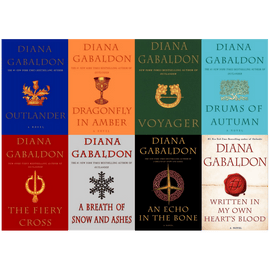 DIANA
GABALDON
OUTLANDER
A NOVEL
DIANA
GABALDON
DRAGONFLY
IN AMBER
DIANA
GABALDON
VOYAGER
DIANA
GABALDON
DRUMS OF
AUTUMN
DIANA
GABALDON
THE FIERY
CROSS
DIANA
GABALDON
A BREATH OF
SNOW AND ASHES
DIANA
GABALDON
AN ECHO
IN THE BONE
DIANA
GABALDON
WRITTEN IN
MY OWN
HEART'S BLOOD